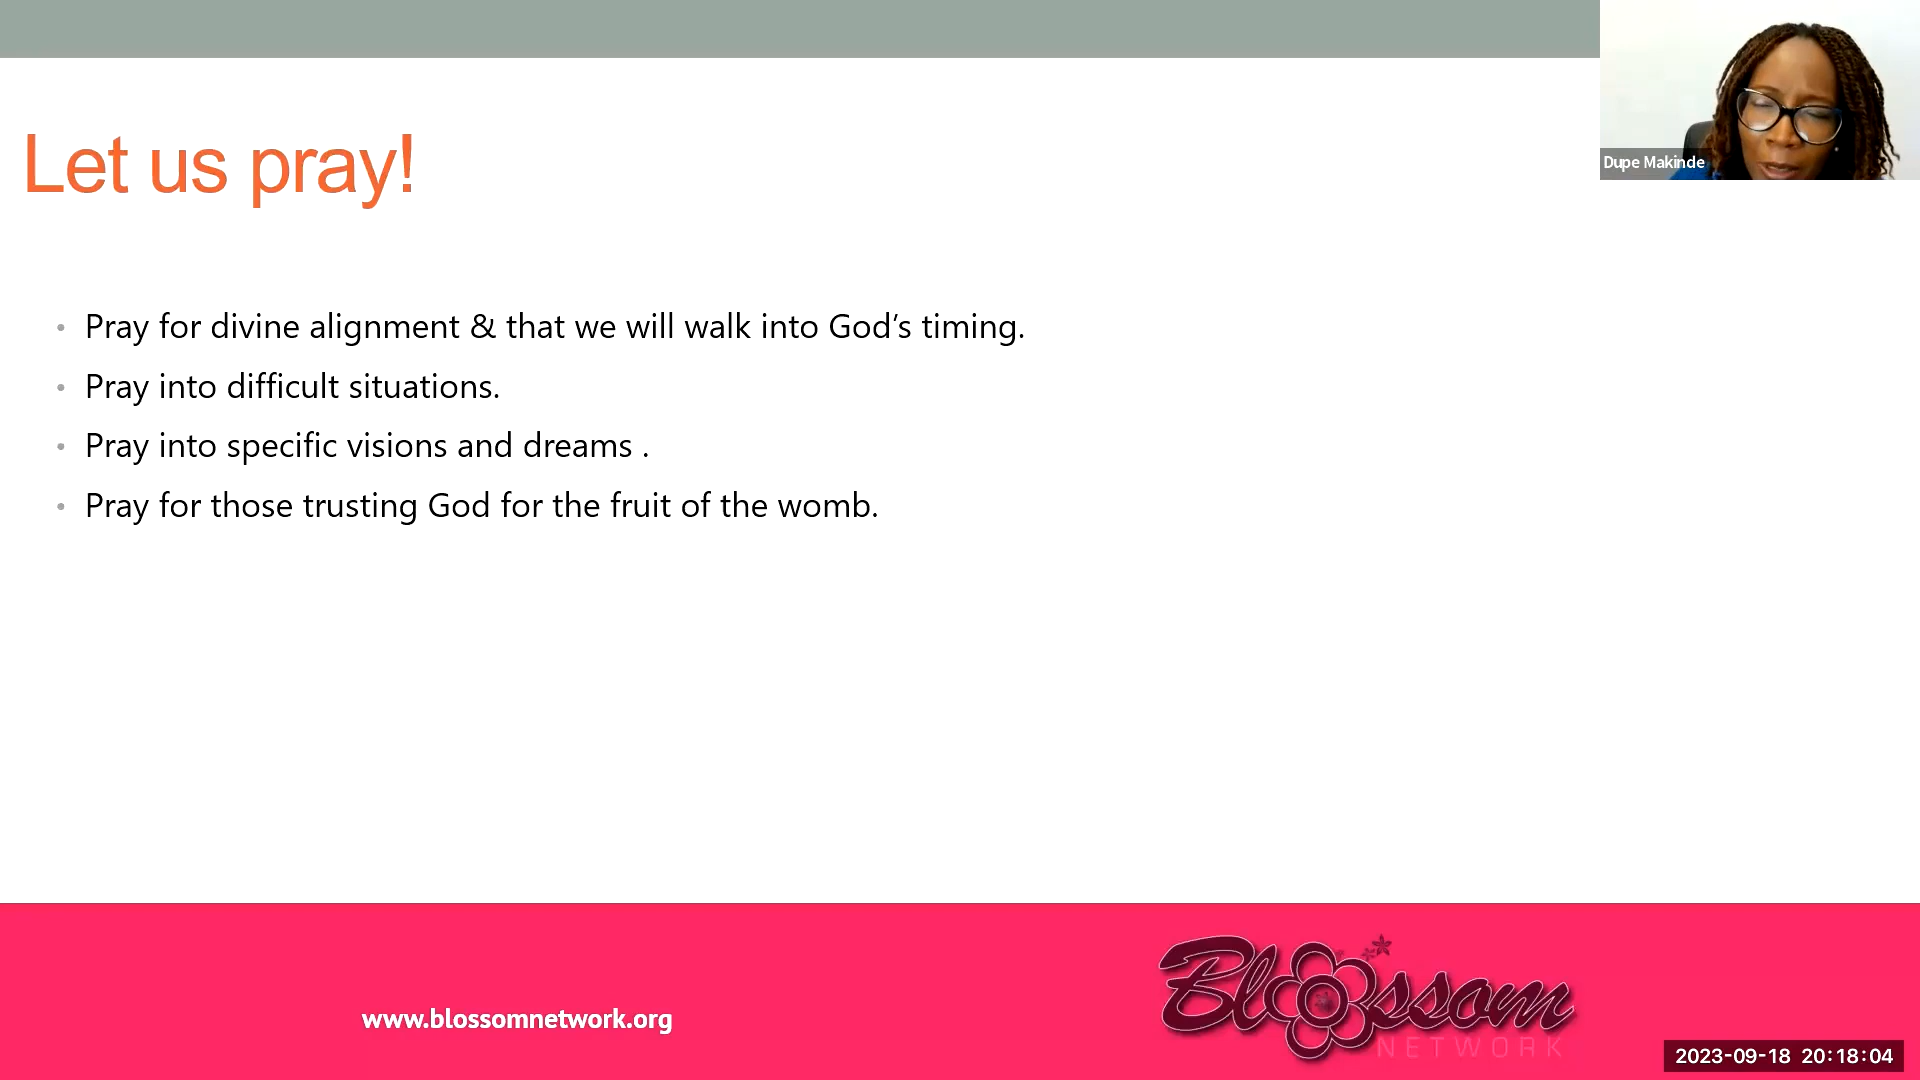 Dupe Makinde
Let us pray!
• Pray for divine alignment & that we will walk into God’s timing.
• Pray into difficult situations.
• Pray into specific visions and dreams .
• Pray for those trusting God for the fruit of the womb.
www.blossomnetwork.org
Blossom
NETWORK
2023-09-18 20:18:04